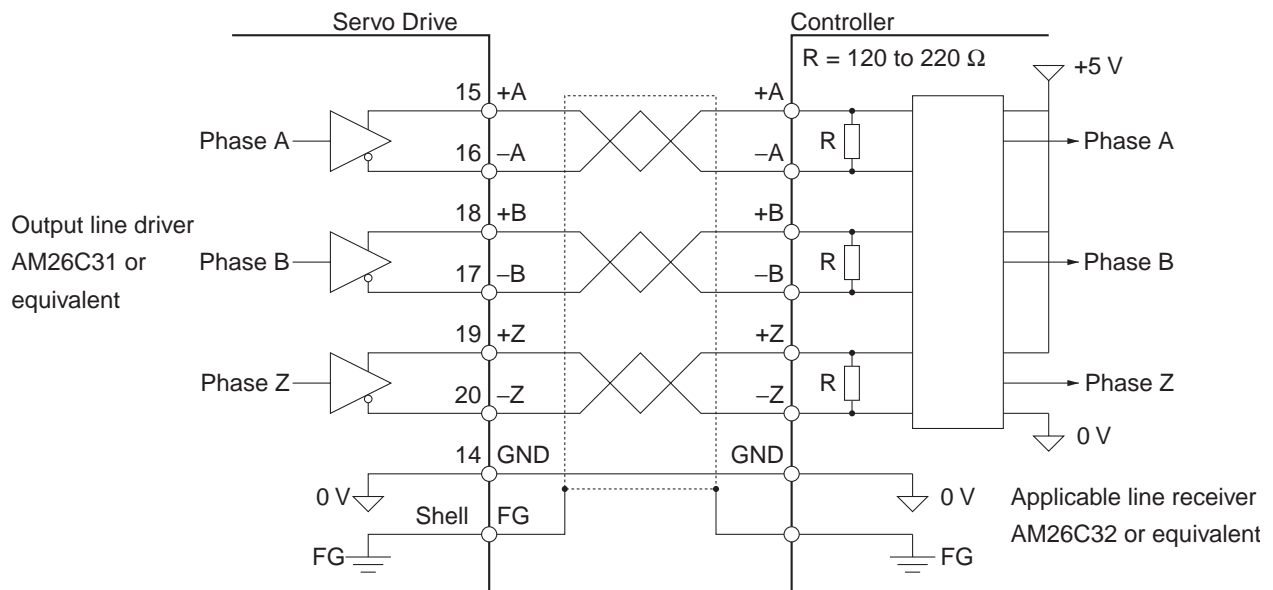 Servo Drive
Controller
R = 120 to 220 Ω
+5 V
15 +A
+A
Phase A
R
Phase A
16 –A
–A
Output line driver
AM26C31 or
equivalent
18 +B
+B
Phase B
R
Phase B
17 –B
–B
19 +Z
+Z
Phase Z
R
Phase Z
20 –Z
–Z
0 V
14 GND
GND
0 V
0 V
Shell FG
FG
FG
Applicable line receiver
AM26C32 or equivalent